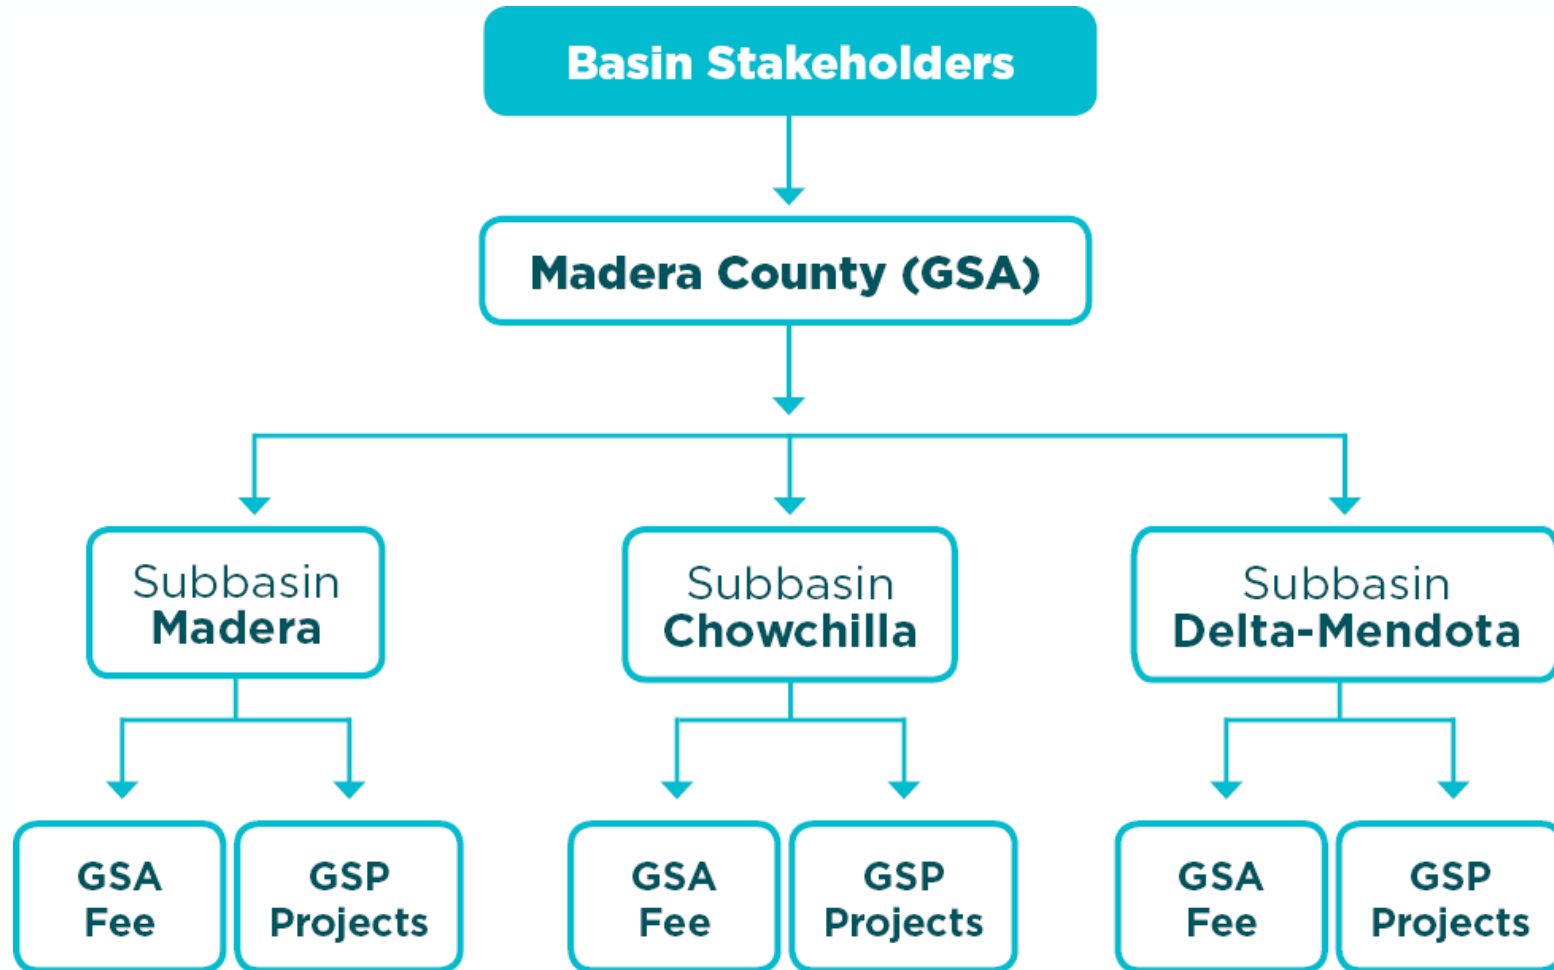 Basin Stakeholders
Madera County (GSA)
Subbasin
Madera
Subbasin
Chowchilla
Subbasin
Delta-Mendota
GSA
Fee
GSP
Projects
GSA
Fee
GSP
Projects
GSA
Fee
GSP
Projects